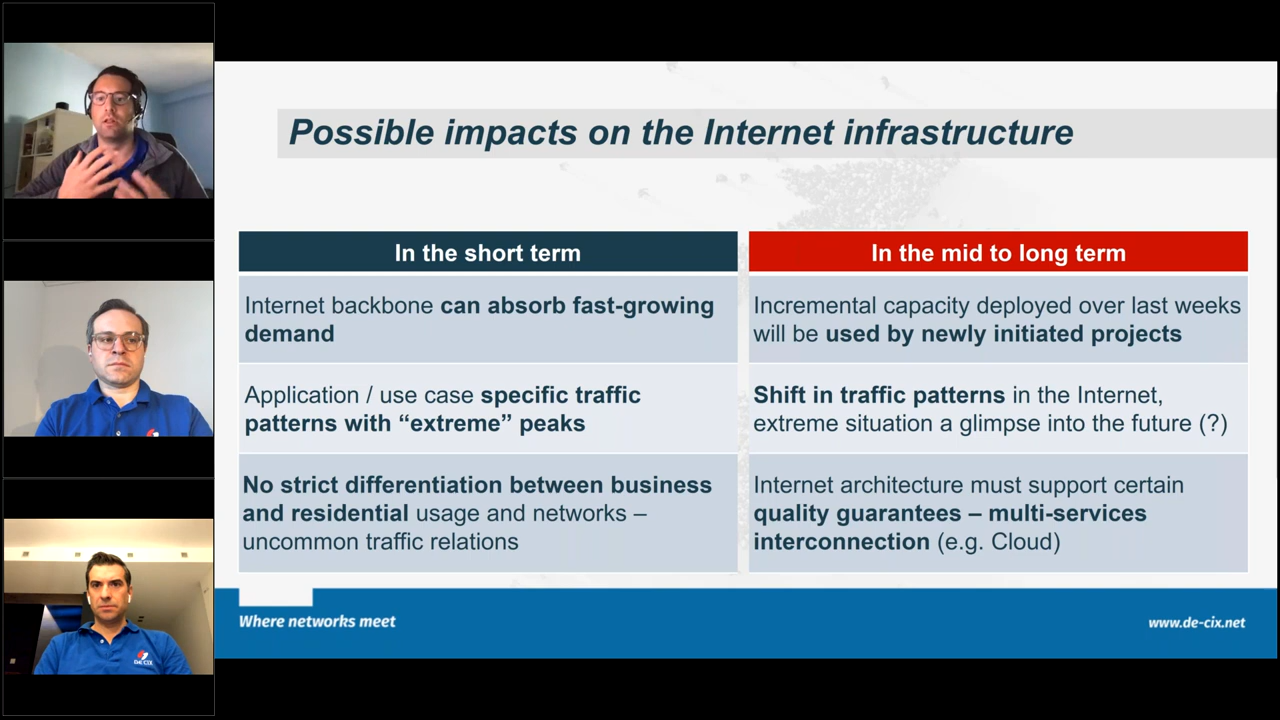 Possible impacts on the Internet infrastructure
In the short term
In the mid to long term
Internet backbone can absorb fast-growing
demand
Incremental capacity deployed over last weeks
will be used by newly initiated projects
Application / use case specific traffic
patterns with “extreme” peaks
Shift in traffic patterns in the Internet,
extreme situation a glimpse into the future (?)
No strict differentiation between business
and residential usage and networks –
uncommon traffic relations
Internet architecture must support certain
quality guarantees – multi-services
interconnection (e.g. Cloud)
Where networks meet
www.de-cix.net
DE CIX